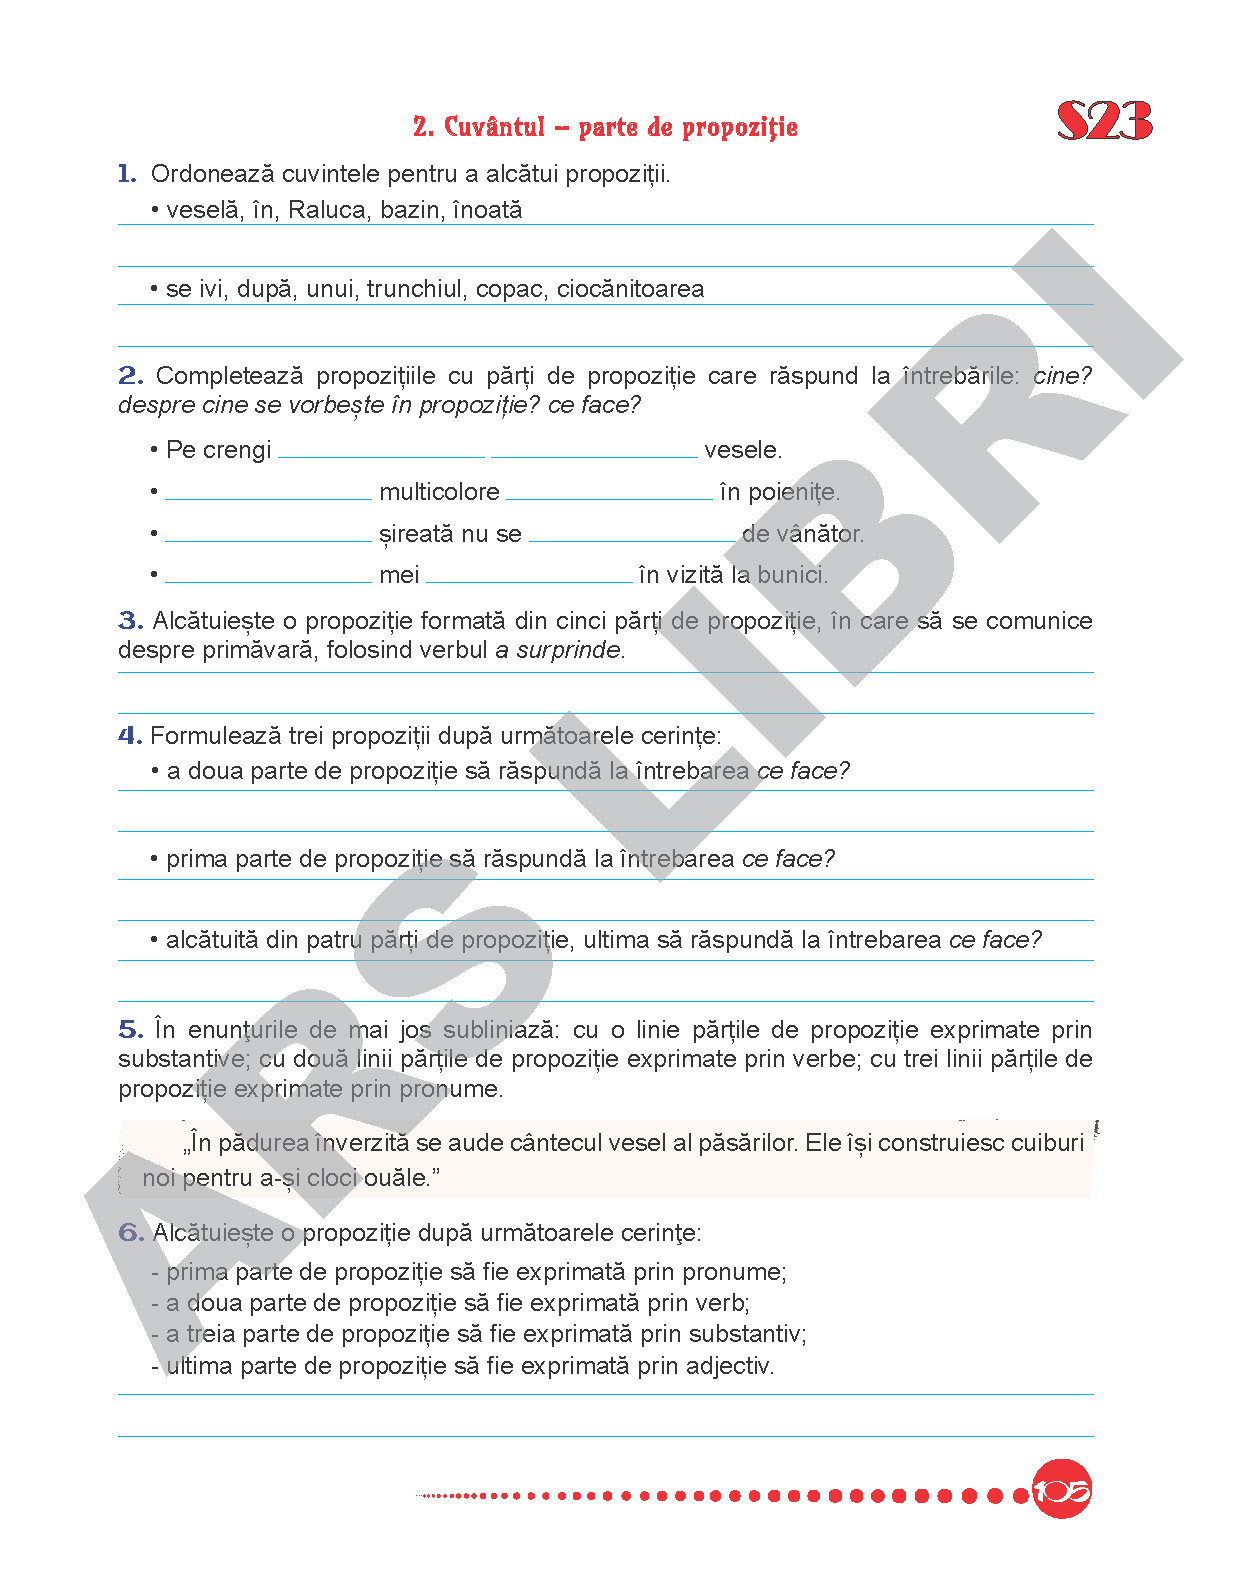 2. Cuvântul – parte de propoziție
S23
1. Ordonează cuvintele pentru a alcătui propoziții.
• veselă, în, Raluca, bazin, înoată
• se ivi, după, unui, trunchiul, copac, ciocănitoarea
2. Completează propozițiile cu părți de propoziție care răspund la întrebările: cine?
despre cine se vorbește în propoziție? ce face?
• Pe crengi ______ ______ vesele.
• ______ multicolore ______ în poienițe.
• ______ șireată nu se ______ de vânător.
• ______ mei ______ în vizită la bunici.
3. Alcătuiește o propoziție formată din cinci părți de propoziție, în care să se comunice
despre primăvară, folosind verbul a surprinde.
4. Formulează trei propoziții după următoarele cerințe:
• a doua parte de propoziție să răspundă la întrebarea ce face?
• prima parte de propoziție să răspundă la întrebarea ce face?
• alcătuită din patru părți de propoziție, ultima să răspundă la întrebarea ce face?
5. În enunţurile de mai jos subliniază: cu o linie părțile de propoziție exprimate prin
substantive; cu două linii părțile de propoziție exprimate prin verbe; cu trei linii părțile de
propoziție exprimate prin pronume.
„În pădurea înverzită se aude cântecul vesel al păsărilor. Ele își construiesc cuiburi
noi pentru a-și cloci ouăle.”
6. Alcătuiește o propoziție după următoarele cerinţe:
- prima parte de propoziție să fie exprimată prin pronume;
- a doua parte de propoziție să fie exprimată prin verb;
- a treia parte de propoziție să fie exprimată prin substantiv;
- ultima parte de propoziție să fie exprimată prin adjectiv.
105
ARS LIBRI